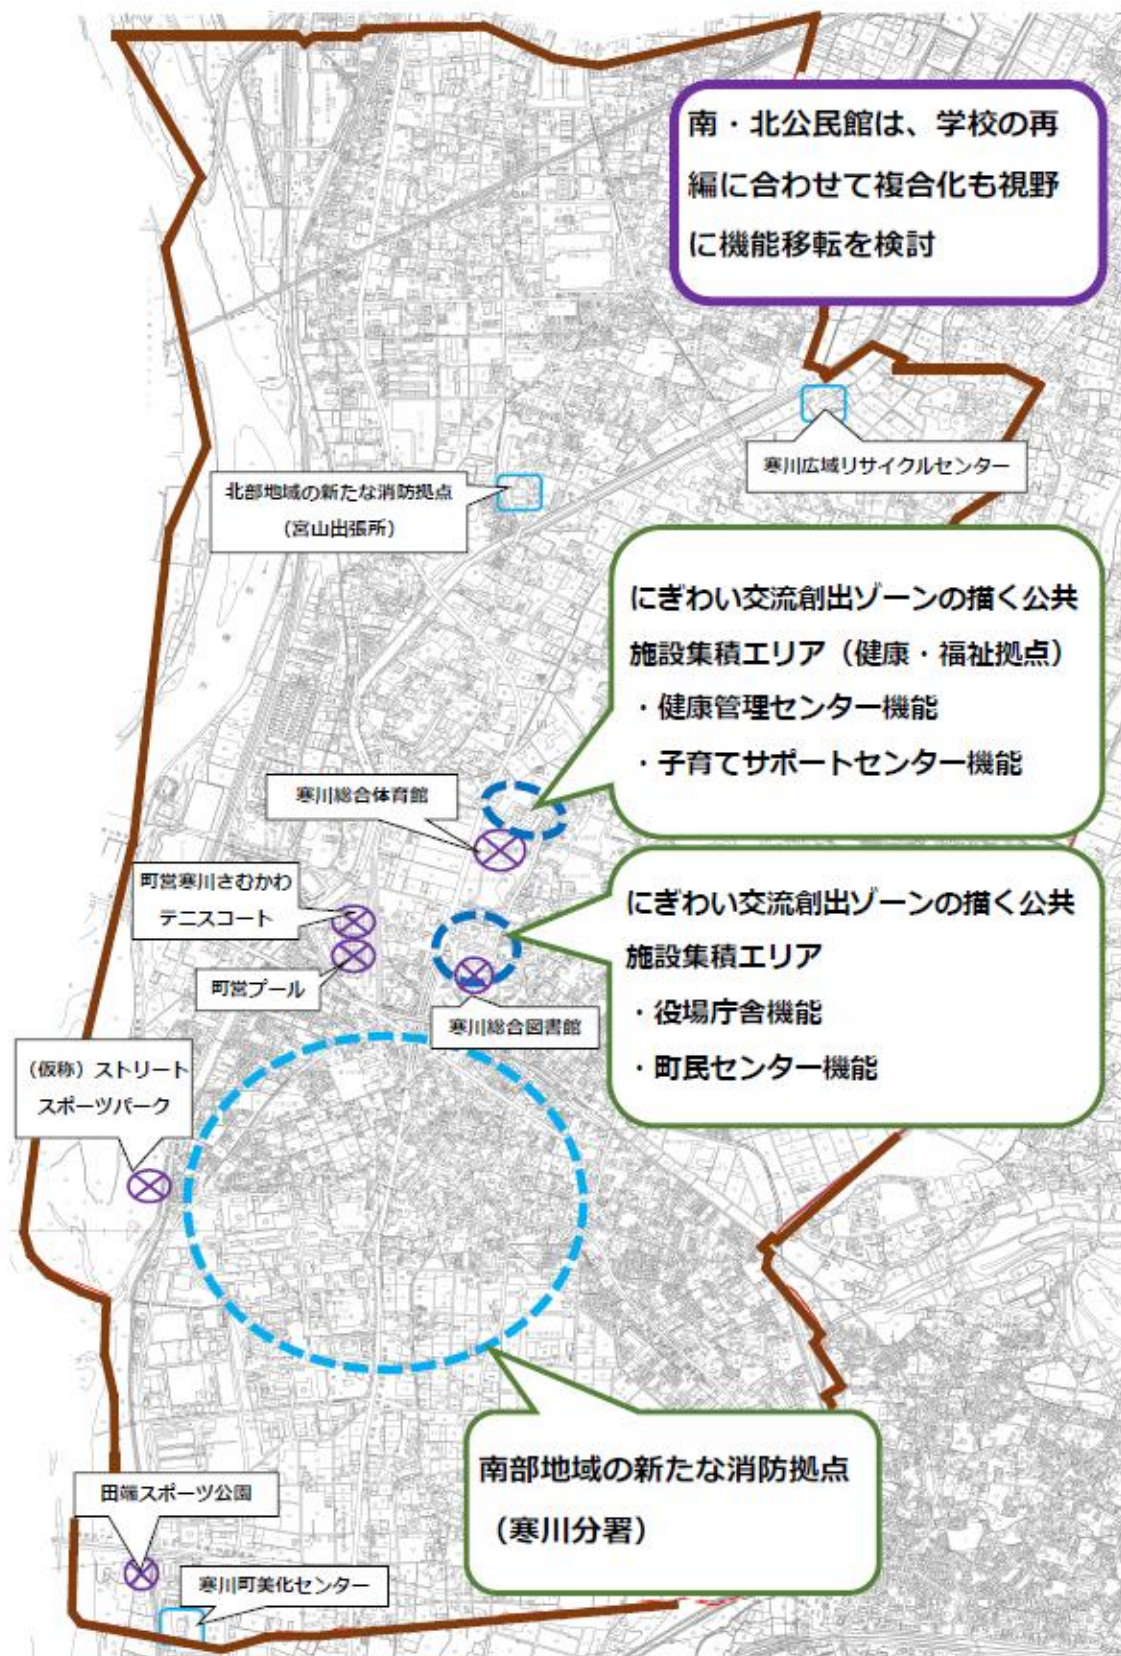 南・北公民館は、学校の再
編に合わせて複合化も視野
に機能移転を検討
寒川広域リサイクルセンター
北部地域の新たな消防拠点
（宮山出張所）
にぎわい交流創出ゾーンの描く公共
施設集積エリア（健康・福祉拠点）
・健康管理センター機能
・子育てサポートセンター機能
寒川総合体育館
町営寒川さむかわ
テニスコート
町営プール
にぎわい交流創出ゾーンの描く公共
施設集積エリア
・役場庁舎機能
・町民センター機能
寒川総合図書館
（仮称）ストリート
スポーツパーク
南部地域の新たな消防拠点
（寒川分署）
田端スポーツ公園
寒川町美化センター